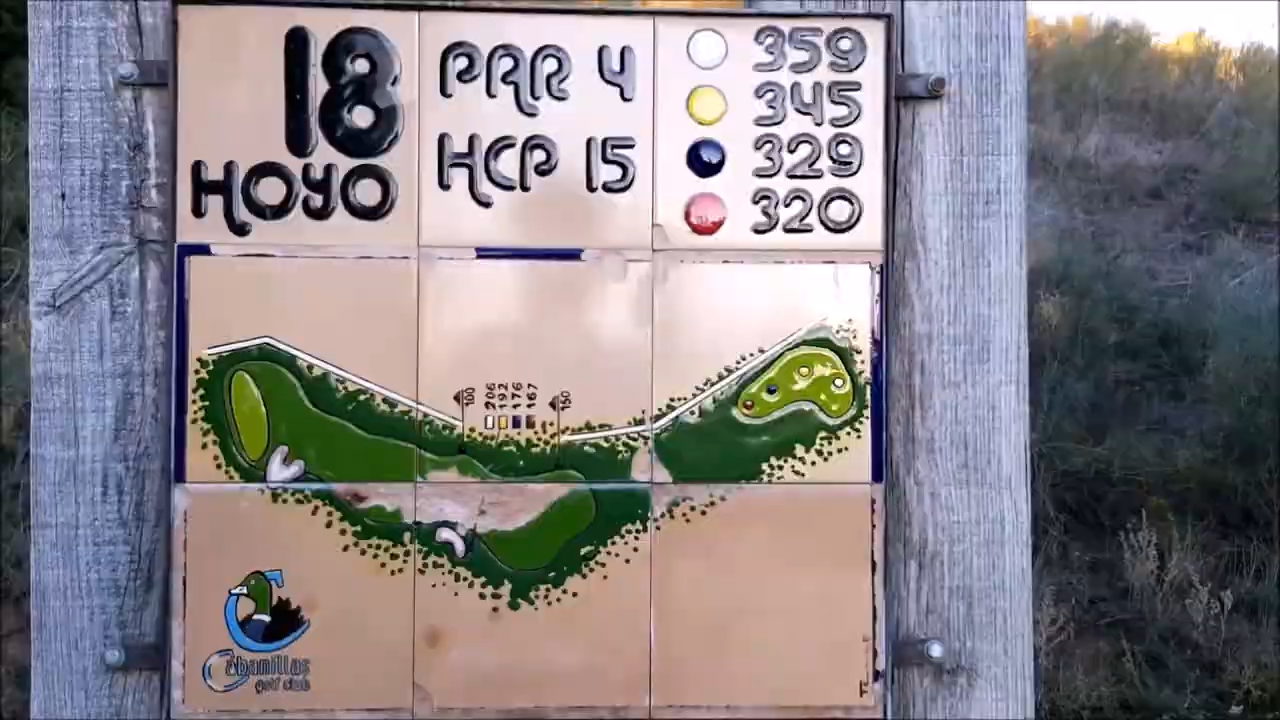 18
HOYO
PAR 4
HCP 15
359
345
329
320
100
206
192
176
167
150
Cabanillas
golf club